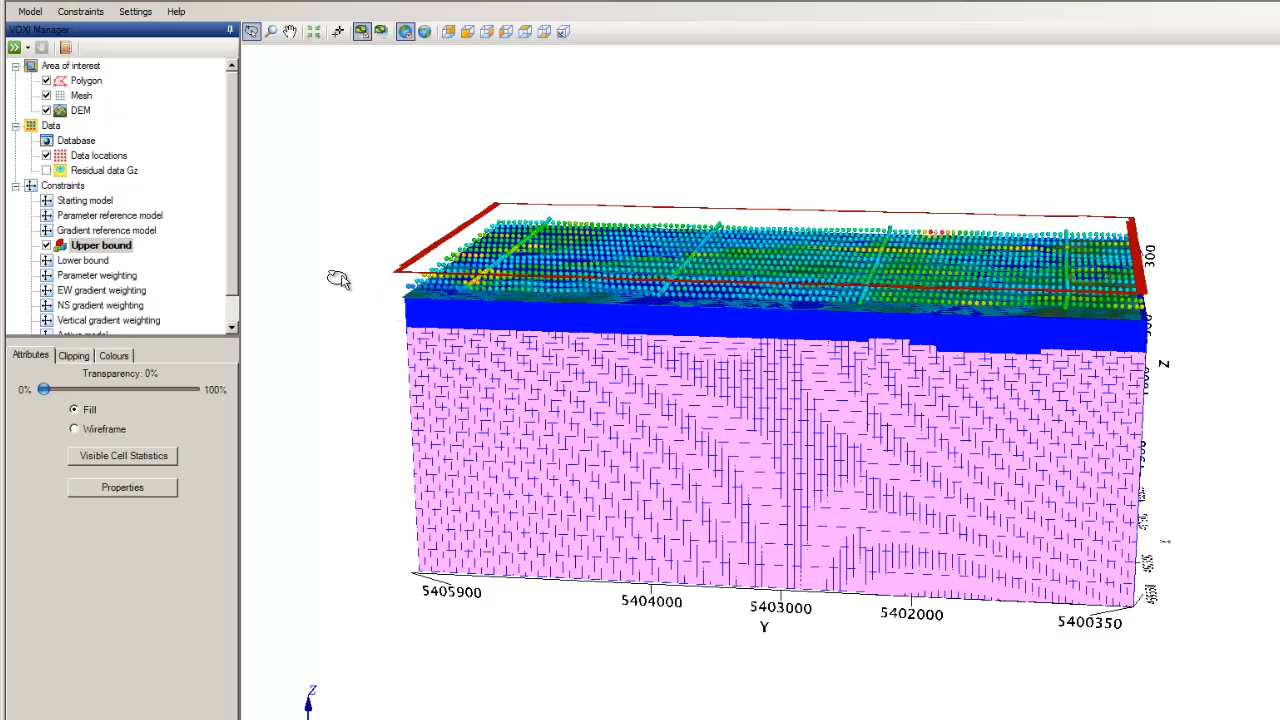 Model Constraints Settings Help
VOXI Manager
Area of interest
Polygon
Mesh
DEM
Data
Database
Data locations
Residual data Gz
Constraints
Starting model
Parameter reference model
Gradient reference model
Upper bound
Lower bound
Parameter weighting
EW gradient weighting
NS gradient weighting
Vertical gradient weighting
Attributes Clipping Colours
Transparency: 0%
0% 100%
Fill
Wireframe
Visible Cell Statistics
Properties
300
Z
5405900
5404000
5403000
5402000
5400350
Y
Z